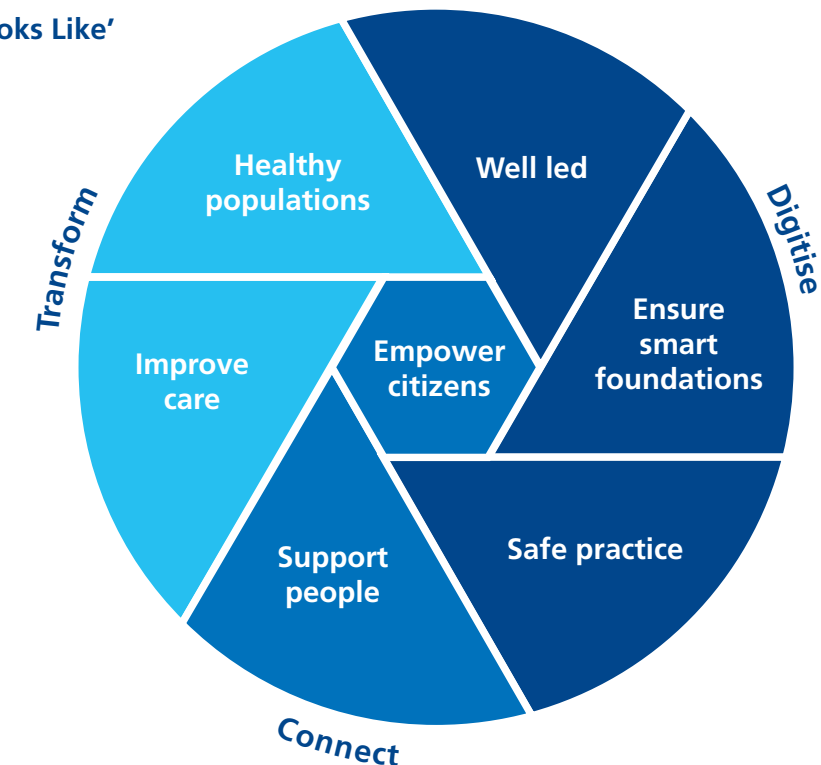 ooks Like’
Healthy
populations
Well led
Digitise
Transform
Ensure
smart
foundations
Empower
citizens
Improve
care
Safe practice
Support
people
Connect